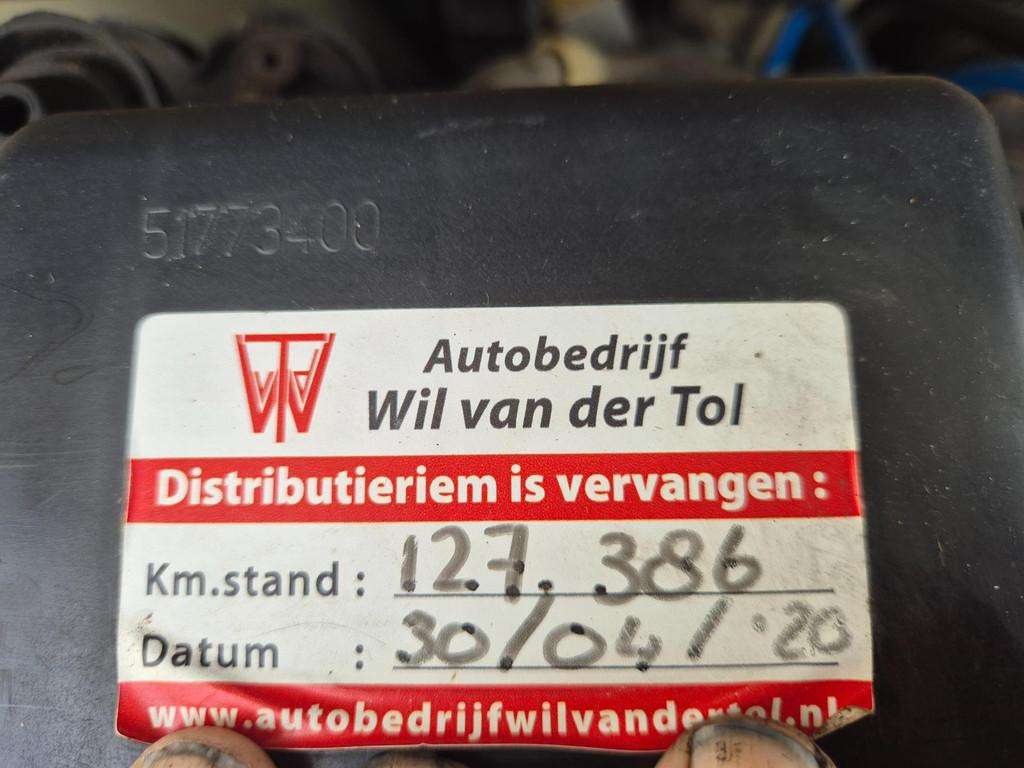 51773400
WVTD
Autobedrijf
Wil van der Tol
Distributieriem is vervangen :
Km.stand : 127.386
Datum : 30/04/'20
www.autobedrijfwilvandertol.nl